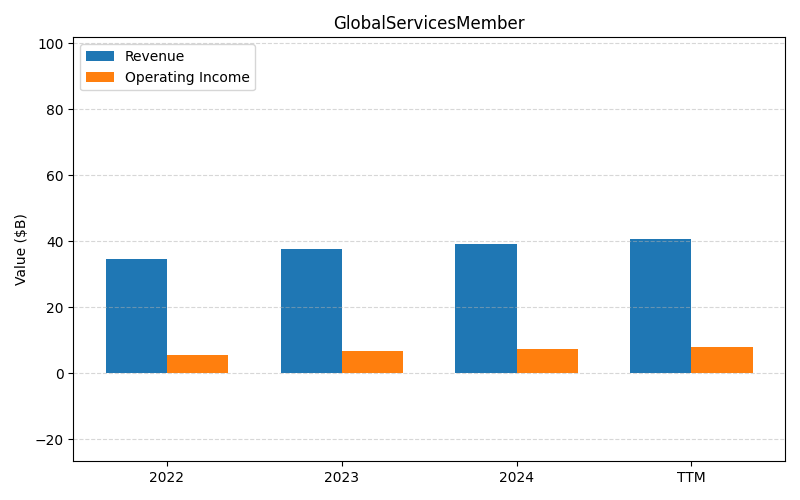 GlobalServicesMember
100
80
60
40
20
0
−20
Value ($B)
Revenue
Operating Income
2022
2023
2024
TTM